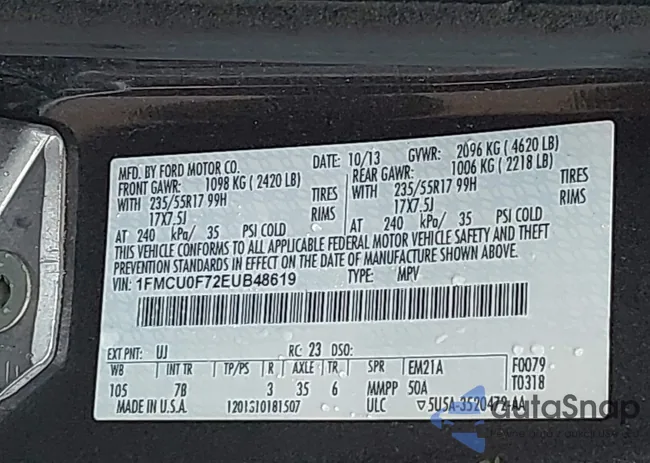 MFD. BY FORD MOTOR CO.
DATE: 10/13 GVWR: 2096 KG ( 4620 LB)
FRONT GAWR: 1098 KG ( 2420 LB) REAR GAWR: 1006 KG ( 2218 LB)
WITH 235/55R17 99H TIRES WITH 235/55R17 99H TIRES
17X7.5J RIMS 17X7.5J RIMS
AT 240 kPa/ 35 PSI COLD AT 240 kPa/ 35 PSI COLD
THIS VEHICLE CONFORMS TO ALL APPLICABLE FEDERAL MOTOR VEHICLE SAFETY AND THEFT
PREVENTION STANDARDS IN EFFECT ON THE DATE OF MANUFACTURE SHOWN ABOVE.
VIN: 1FMCU0F72EUB48619 TYPE: MPV
EXT PNT: UJ RC: 23 DSO:
WB INT TR TP/PS R AXLE TR SPR EM21A F0079
105 7B 3 35 6 MMPP 50A T0318
MADE IN U.S.A. 1201S10181507 ULC ▽5U5A-3520472-AA
dataSnap